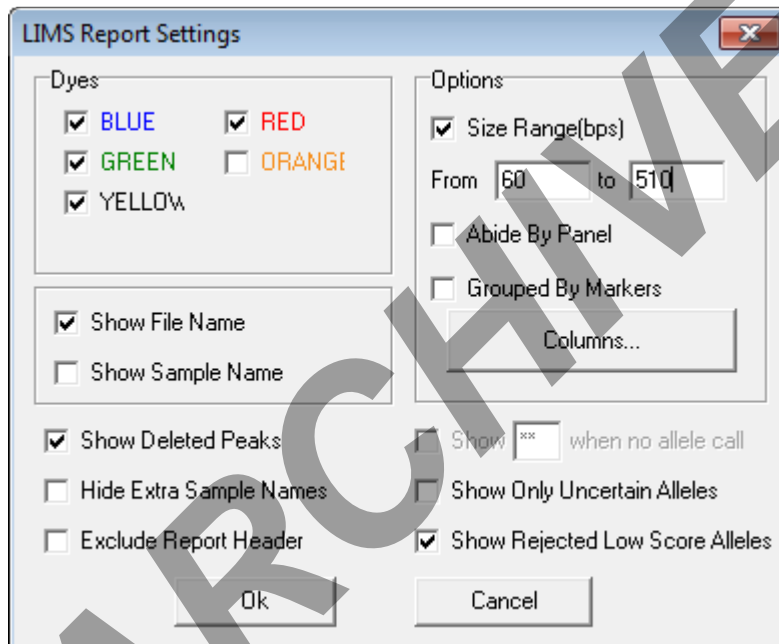 LIMS Report Settings
Dyes
BLUE
RED
GREEN
ORANGE
YELLOW
Show File Name
Show Sample Name
Options
Size Range(bps)
From 60 to 510
Abide By Panel
Grouped By Markers
Columns...
Show Deleted Peaks
Hide Extra Sample Names
Exclude Report Header
Show ** when no allele call
Show Only Uncertain Alleles
Show Rejected Low Score Alleles
Ok
Cancel
ARCHIVE